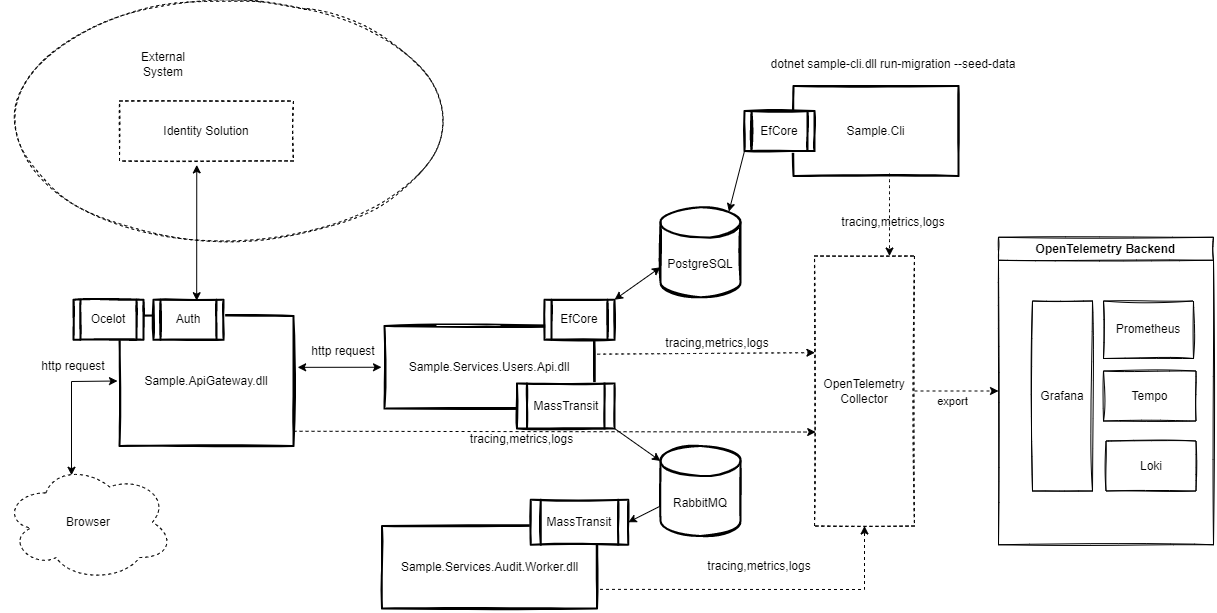 External
System
Identity Solution
dotnet sample-cli.dll run-migration --seed-data
EfCore
Sample.Cli
tracing,metrics,logs
PostgreSQL
OpenTelemetry Backend
Ocelot
Auth
EfCore
http request
http request
Sample.ApiGateway.dll
Sample.Services.Users.Api.dll
tracing,metrics,logs
MassTransit
tracing,metrics,logs
OpenTelemetry
Collector
export
Grafana
Prometheus
Tempo
Loki
Browser
RabbitMQ
MassTransit
Sample.Services.Audit.Worker.dll
tracing,metrics,logs